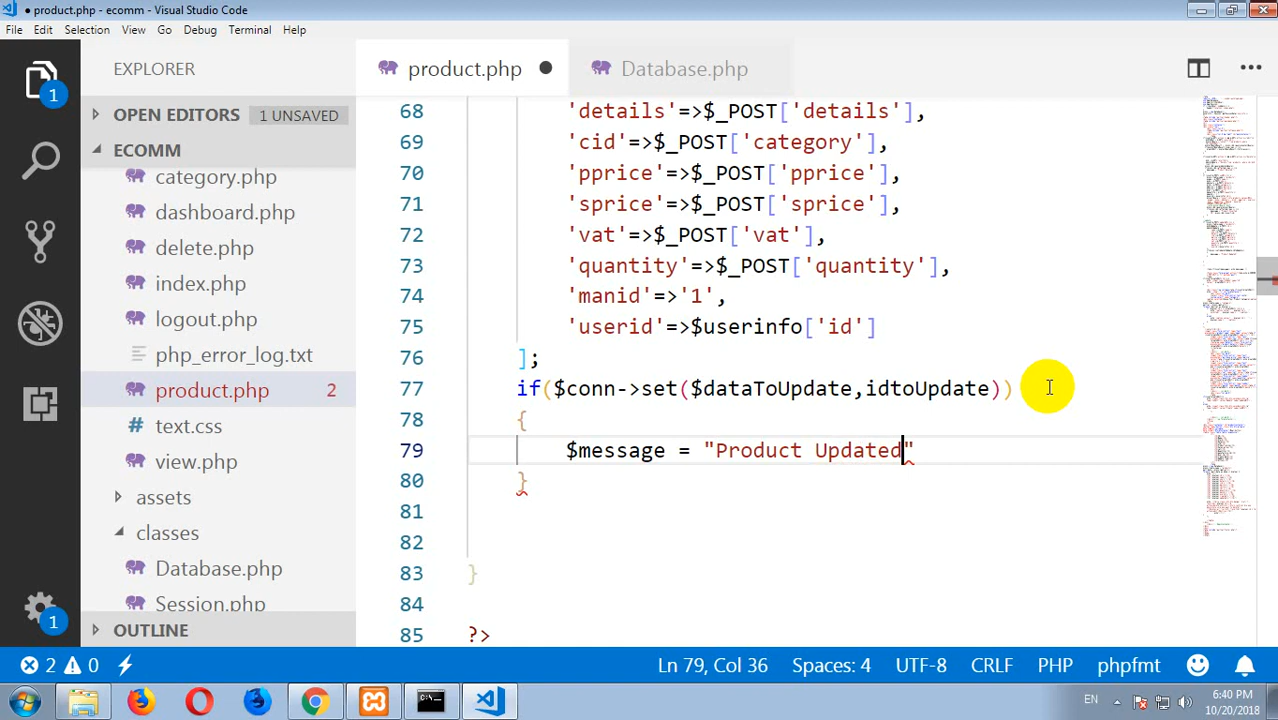 ● product.php - ecomm - Visual Studio Code
File Edit Selection View Go Debug Terminal Help
EXPLORER
product.php ●
Database.php
OPEN EDITORS 1 UNSAVED
ECOMM
category.php
dashboard.php
delete.php
index.php
logout.php
php_error_log.txt
product.php 2
text.css
view.php
assets
classes
Database.php
Session.php
OUTLINE
1
1
68 'details'=>$_POST['details'],
69 'cid'=>$_POST['category'],
70 'pprice'=>$_POST['pprice'],
71 'sprice'=>$_POST['sprice'],
72 'vat'=>$_POST['vat'],
73 'quantity'=>$_POST['quantity'],
74 'manid'=>'1',
75 'userid'=>$userinfo['id']
76 ];
77 if($conn->set($dataToUpdate,idtoUpdate))
78 {
79 $message = "Product Updated"
80 }
81
82
83 }
84
85 ?>
2 0 Ln 79, Col 36 Spaces: 4 UTF-8 CRLF PHP phpfmt
EN 6:40 PM
10/20/2018